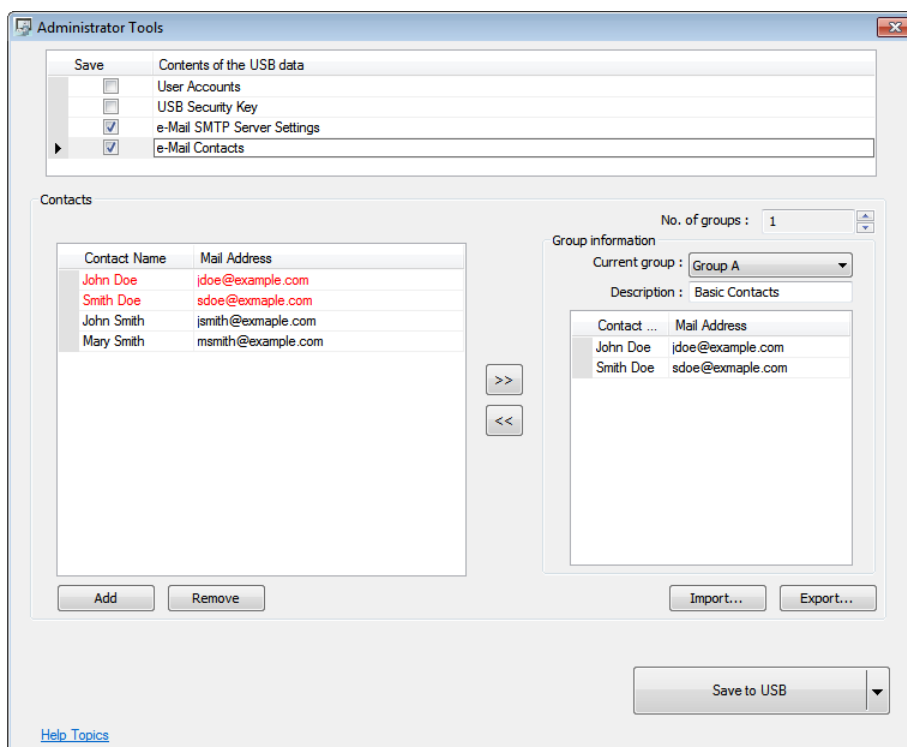 Administrator Tools
Save Contents of the USB data
User Accounts
USB Security Key
e-Mail SMTP Server Settings
e-Mail Contacts
Contacts
No. of groups : 1
Group information
Current group : Group A
Description : Basic Contacts
Contact Name Mail Address
John Doe jdoe@example.com
Smith Doe sdoe@exmaple.com
John Smith jsmith@exmaple.com
Mary Smith msmith@example.com
>>
<<
Contact ... Mail Address
John Doe jdoe@example.com
Smith Doe sdoe@exmaple.com
Add Remove
Import... Export...
Save to USB
Help Topics